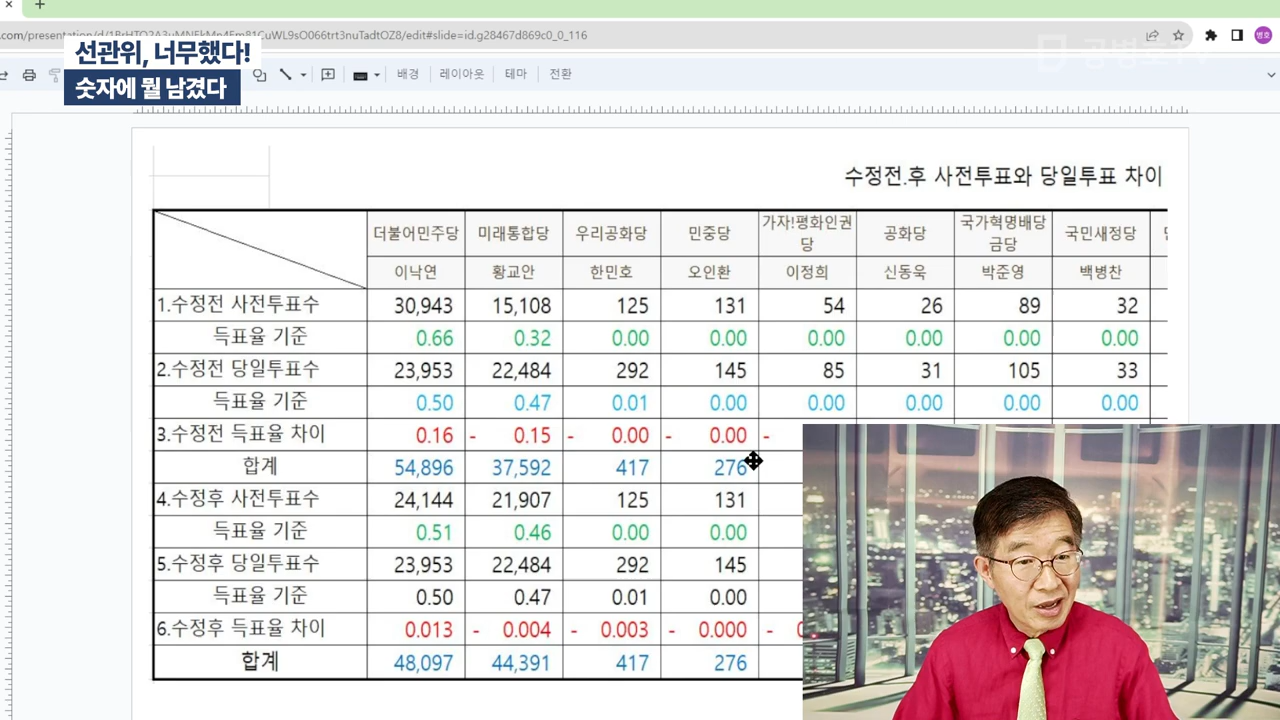 .com/presentation/d/1BrHTO2A3uMNEkMp4Em81CuWL9sO066trt3nuTadtOZ8/edit#slide=id.g28467d869c0_0_116
선관위, 너무했다!
숫자에 뭘 남겼다
공병호TV
병호
배경 레이아웃 테마 전환
수정전.후 사전투표와 당일투표 차이
더불어민주당 미래통합당 우리공화당 민중당 가자!평화인권당 공화당 국가혁명배당금당 국민새정당
이낙연 황교안 한민호 오인환 이정희 신동욱 박준영 백병찬
1.수정전 사전투표수 30,943 15,108 125 131 54 26 89 32
득표율 기준 0.66 0.32 0.00 0.00 0.00 0.00 0.00 0.00
2.수정전 당일투표수 23,953 22,484 292 145 85 31 105 33
득표율 기준 0.50 0.47 0.01 0.00 0.00 0.00 0.00 0.00
3.수정전 득표율 차이 0.16 - 0.15 - 0.00 - 0.00 -
합계 54,896 37,592 417 276
4.수정후 사전투표수 24,144 21,907 125 131
득표율 기준 0.51 0.46 0.00 0.00
5.수정후 당일투표수 23,953 22,484 292 145
득표율 기준 0.50 0.47 0.01 0.00
6.수정후 득표율 차이 0.013 - 0.004 - 0.003 - 0.000 -
합계 48,097 44,391 417 276